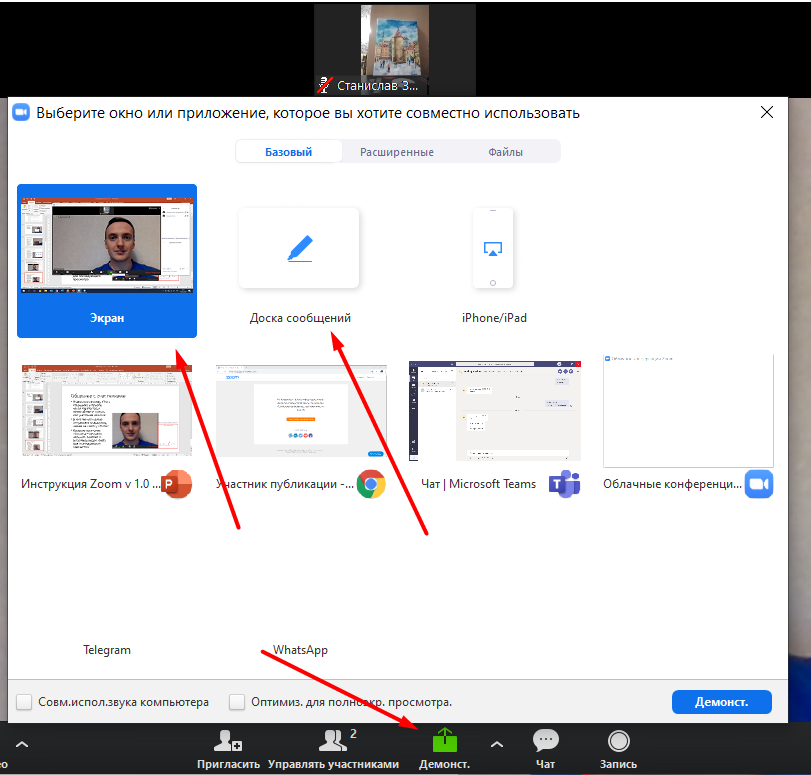 Станислав З...
Выберите окно или приложение, которое вы хотите совместно использовать
Базовый
Расширенные
Файлы
Экран
Доска сообщений
iPhone/iPad
Инструкция Zoom v 1.0 ...
Участник публикации -...
Чат | Microsoft Teams
Облачные конференци...
Telegram
WhatsApp
Совм.испол.звука компьютера
Оптимиз. для полноэкр. просмотра.
Демонст.
2
ео
Пригласить
Управлять участниками
Демонст.
Чат
Запись